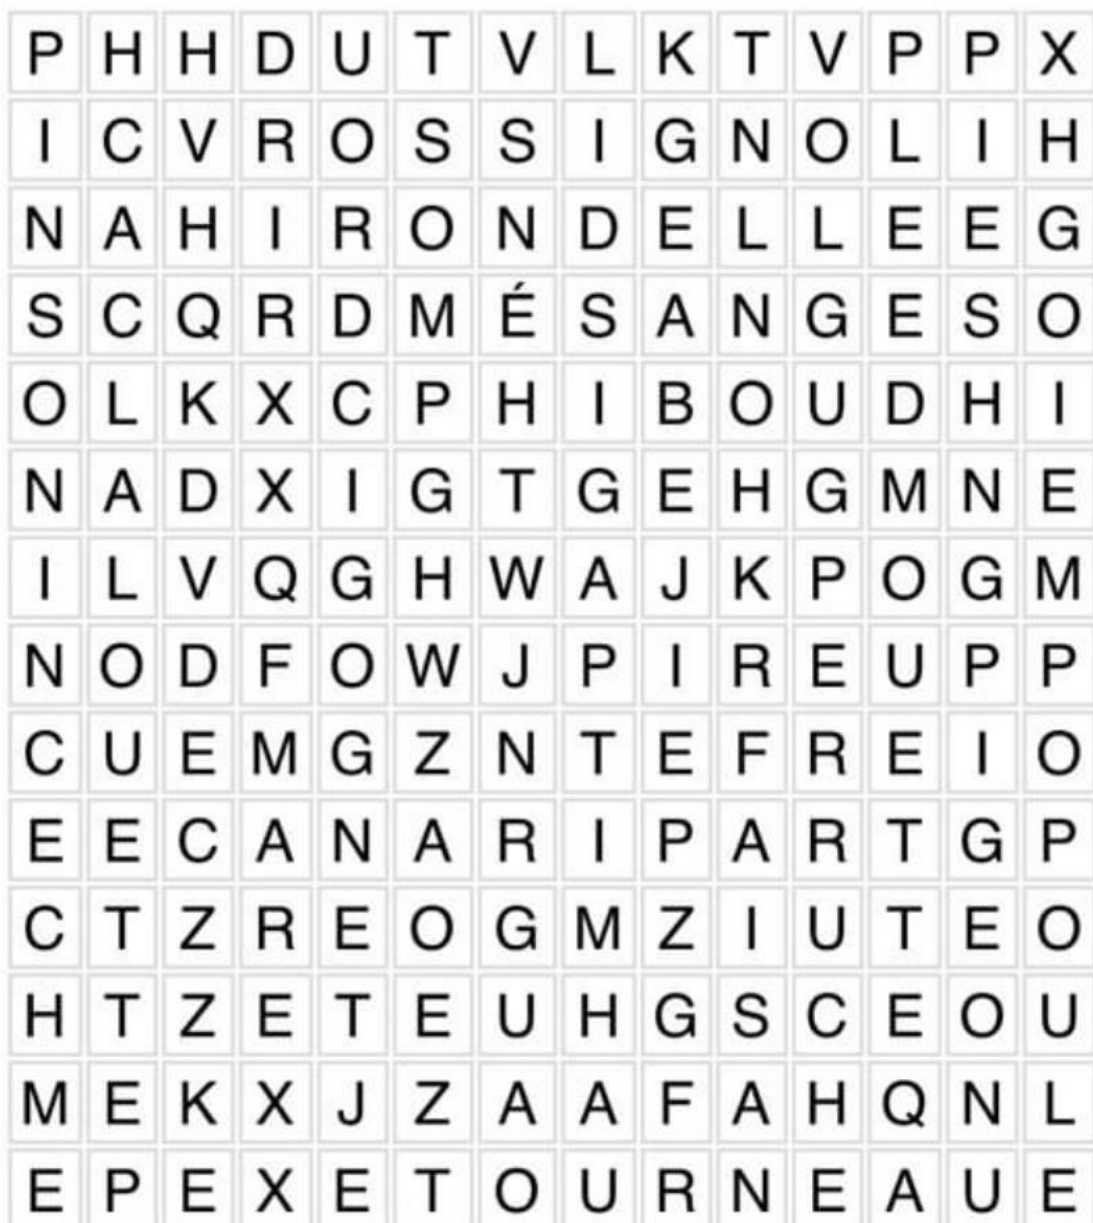 P H H D U T V L K T V P P X
I C V R O S S I G N O L I H
N A H I R O N D E L L E E G
S C Q R D M É S A N G E S O
O L K X C P H I B O U D H I
N A D X I G T G E H G M N E
I L V Q G H W A J K P O G M
N O D F O W J P I R E U P P
C U E M G Z N T E F R E I O
E E C A N A R I P A R T G P
C T Z R E O G M Z I U T E O
H T Z E T E U H G S C E O U
M E K X J Z A A F A H Q N L
E P E X E T O U R N E A U E